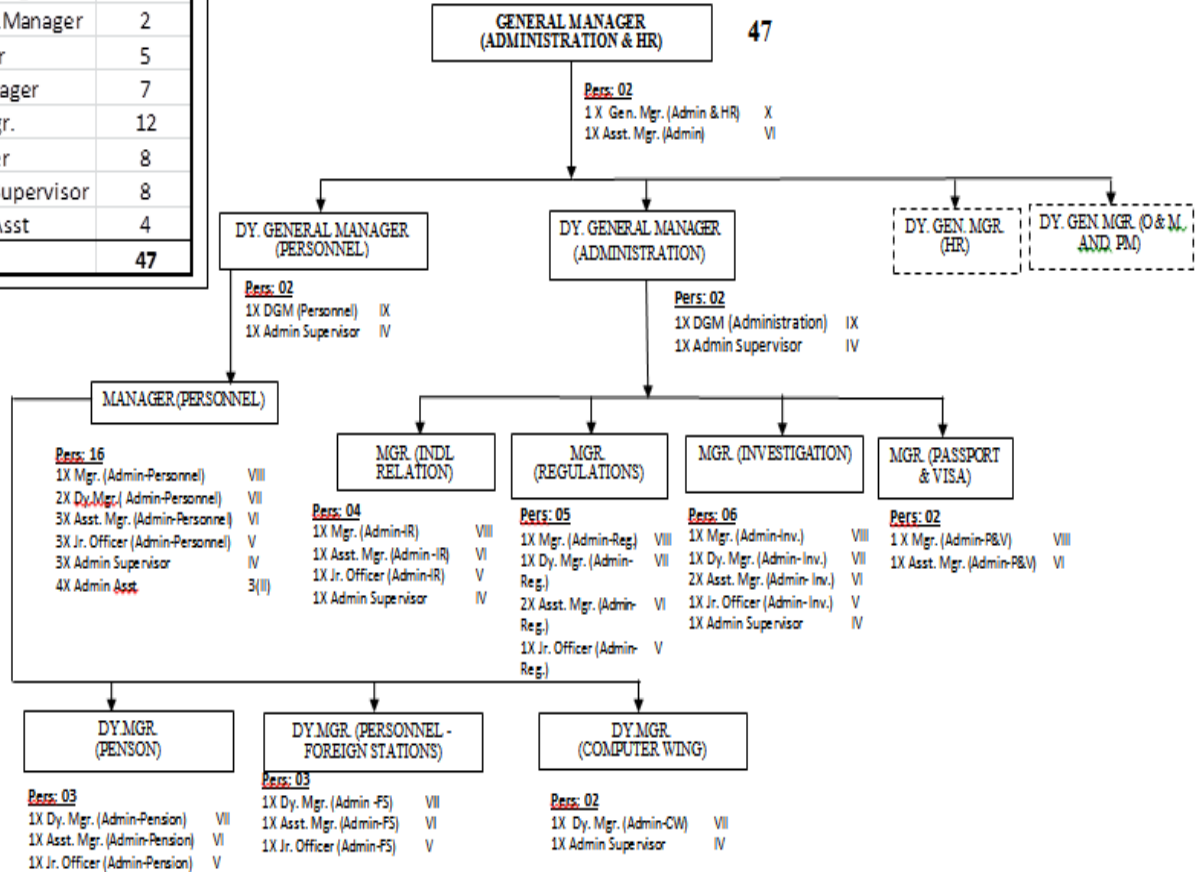 Manager 2
r 5
ager 7
gr. 12
er 8
upervisor 8
Asst 4
47
GENERAL MANAGER
(ADMINISTRATION & HR)
47
Pers: 02
1 X Gen. Mgr. (Admin & HR) X
1X Asst. Mgr. (Admin) VI
DY. GENERAL MANAGER
(PERSONNEL)
DY. GENERAL MANAGER
(ADMINISTRATION)
DY. GEN. MGR.
(HR)
DY. GEN. MGR. (O & M
AND PM)
Pers: 02
1X DGM (Personnel) IX
1X Admin Supervisor IV
Pers: 02
1X DGM (Administration) IX
1X Admin Supervisor IV
MANAGER (PERSONNEL)
MGR. (INDL
RELATION)
MGR.
(REGULATIONS)
MGR. (INVESTIGATION)
MGR. (PASSPORT
& VISA)
Pers: 16
1X Mgr. (Admin-Personnel) VIII
2X Dy.Mgr.( Admin-Personnel) VII
3X Asst. Mgr. (Admin-Personnel) VI
3X Jr. Officer (Admin-Personnel) V
3X Admin Supervisor IV
4X Admin Asst 3(II)
Pers: 04
1X Mgr. (Admin-IR) VIII
1X Asst. Mgr. (Admin-IR) VI
1X Jr. Officer (Admin-IR) V
1X Admin Supervisor IV
Pers: 05
1X Mgr. (Admin-Reg.) VIII
1X Dy. Mgr. (Admin- VII
Reg.)
2X Asst. Mgr. (Admin- VI
Reg.)
1X Jr. Officer (Admin- V
Reg.)
Pers: 06
1X Mgr. (Admin-Inv.) VIII
1X Dy. Mgr. (Admin-Inv.) VII
2X Asst. Mgr. (Admin- Inv.) VI
1X Jr. Officer (Admin- Inv.) V
1X Admin Supervisor IV
Pers: 02
1 X Mgr. (Admin-P&V) VIII
1X Asst. Mgr. (Admin-P&V) VI
DY.MGR.
(PENSON)
DY.MGR. (PERSONNEL -
FOREIGN STATIONS)
DY.MGR.
(COMPUTER WING)
Pers: 03
1X Dy. Mgr. (Admin-Pension) VII
1X Asst. Mgr. (Admin-Pension) VI
1X Jr. Officer (Admin-Pension) V
Pers: 03
1X Dy. Mgr. (Admin -FS) VII
1X Asst. Mgr. (Admin-FS) VI
1X Jr. Officer (Admin-FS) V
Pers: 02
1X Dy. Mgr. (Admin-CW) VII
1X Admin Supervisor IV